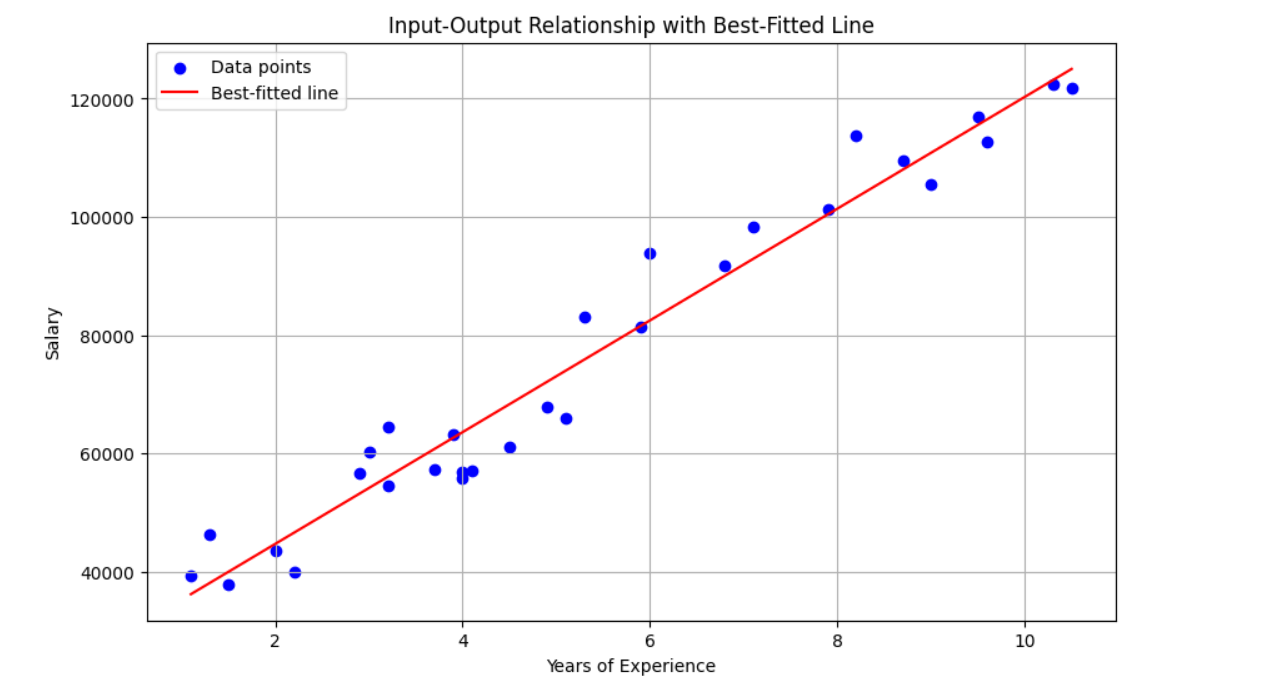 Input-Output Relationship with Best-Fitted Line
Data points
Best-fitted line
120000
100000
80000
60000
40000
Salary
2 4 6 8 10
Years of Experience